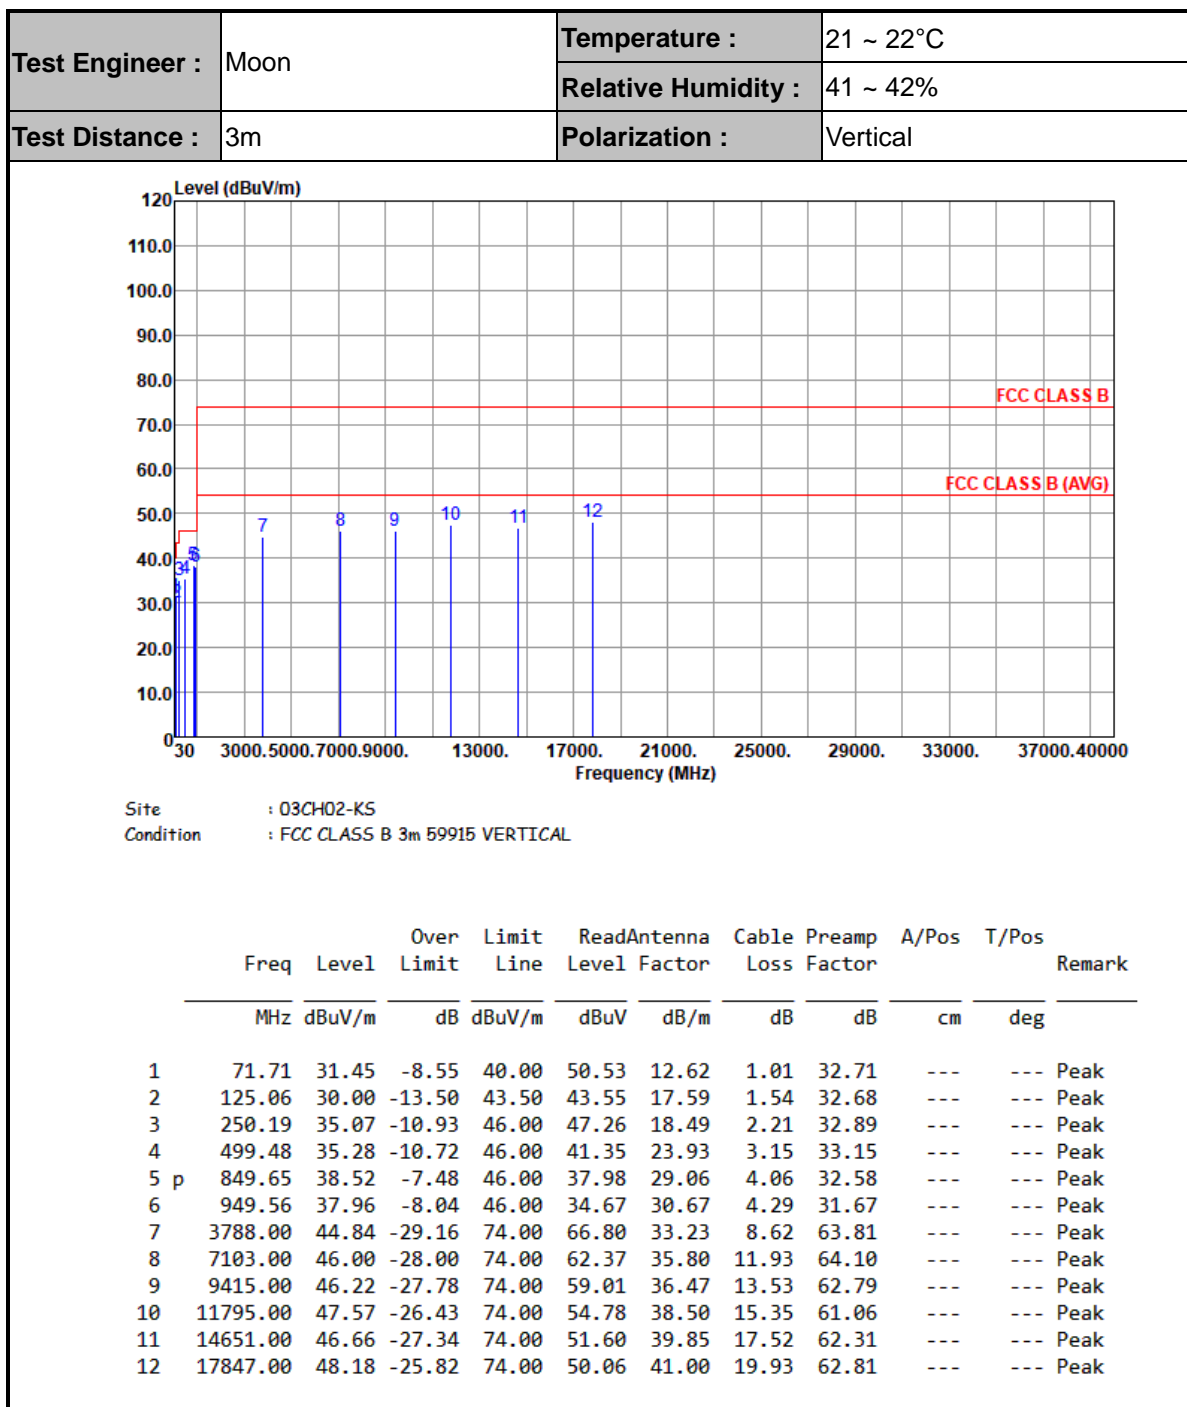 Test Engineer : Moon Temperature : 21 ~ 22°C
Relative Humidity : 41 ~ 42%
Test Distance : 3m Polarization : Vertical
Level (dBuV/m)
120
110.0
100.0
90.0
80.0
FCC CLASS B
70.0
60.0
FCC CLASS B (AVG)
50.0
7 8 9 10 11 12
40.0
30.0
20.0
10.0
0
30 3000. 5000. 7000. 9000. 13000. 17000. 21000. 25000. 29000. 33000. 37000. 40000
Frequency (MHz)
Site : 03CH02-KS
Condition : FCC CLASS B 3m 59915 VERTICAL
Over Limit ReadAntenna Cable Preamp A/Pos T/Pos
Freq Level Limit Line Level Factor Loss Factor Remark
MHz dBuV/m dB dBuV/m dBuV dB/m dB dB cm deg
1 71.71 31.45 -8.55 40.00 50.53 12.62 1.01 32.71 --- --- Peak
2 125.06 30.00 -13.50 43.50 43.55 17.59 1.54 32.68 --- --- Peak
3 250.19 35.07 -10.93 46.00 47.26 18.49 2.21 32.89 --- --- Peak
4 499.48 35.28 -10.72 46.00 41.35 23.93 3.15 33.15 --- --- Peak
5 p 849.65 38.52 -7.48 46.00 37.98 29.06 4.06 32.58 --- --- Peak
6 949.56 37.96 -8.04 46.00 34.67 30.67 4.29 31.67 --- --- Peak
7 3788.00 44.84 -29.16 74.00 66.80 33.23 8.62 63.81 --- --- Peak
8 7103.00 46.00 -28.00 74.00 62.37 35.80 11.93 64.10 --- --- Peak
9 9415.00 46.22 -27.78 74.00 59.01 36.47 13.53 62.79 --- --- Peak
10 11795.00 47.57 -26.43 74.00 54.78 38.50 15.35 61.06 --- --- Peak
11 14651.00 46.66 -27.34 74.00 51.60 39.85 17.52 62.31 --- --- Peak
12 17847.00 48.18 -25.82 74.00 50.06 41.00 19.93 62.81 --- --- Peak